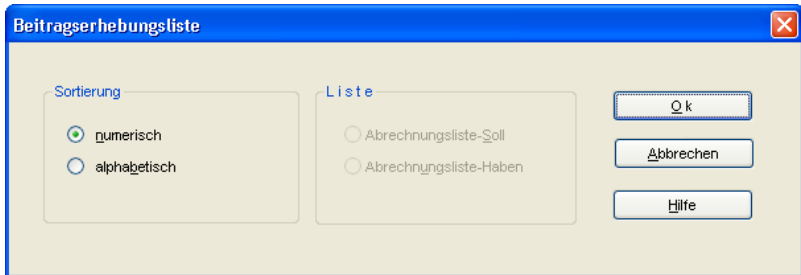 Beitragserhebungsliste
Sortierung
numerisch
alphabetisch
Liste
Abrechnungsliste-Soll
Abrechnungsliste-Haben
Ok
Abbrechen
Hilfe